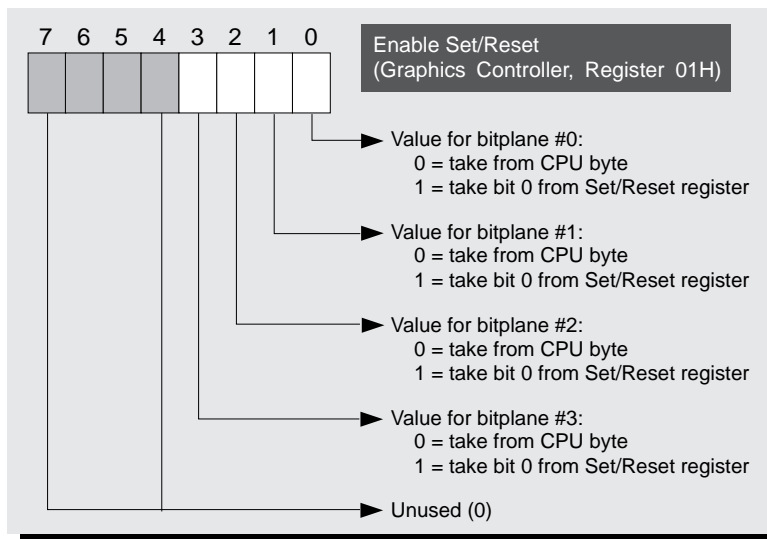 7 6 5 4 3 2 1 0
Enable Set/Reset
(Graphics Controller, Register 01H)
Value for bitplane #0:
0 = take from CPU byte
1 = take bit 0 from Set/Reset register
Value for bitplane #1:
0 = take from CPU byte
1 = take bit 0 from Set/Reset register
Value for bitplane #2:
0 = take from CPU byte
1 = take bit 0 from Set/Reset register
Value for bitplane #3:
0 = take from CPU byte
1 = take bit 0 from Set/Reset register
Unused (0)